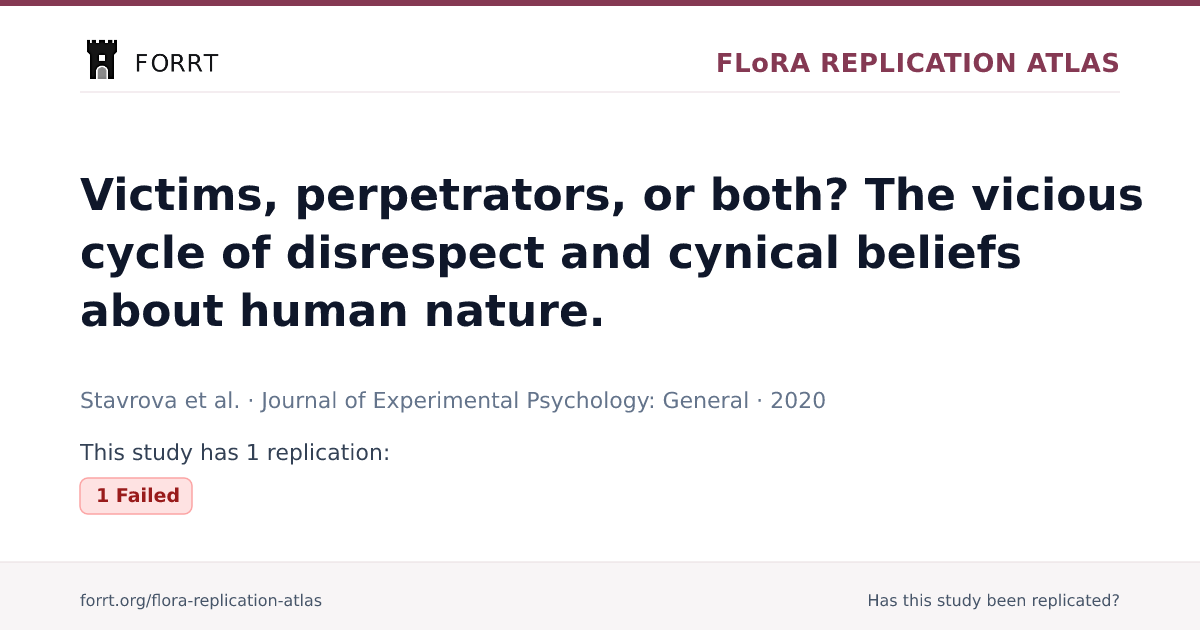 FORRT
FLoRA REPLICATION ATLAS
Victims, perpetrators, or both? The vicious
cycle of disrespect and cynical beliefs
about human nature.
Stavrova et al. · Journal of Experimental Psychology: General · 2020
This study has 1 replication:
1 Failed
forrt.org/flora-replication-atlas
Has this study been replicated?